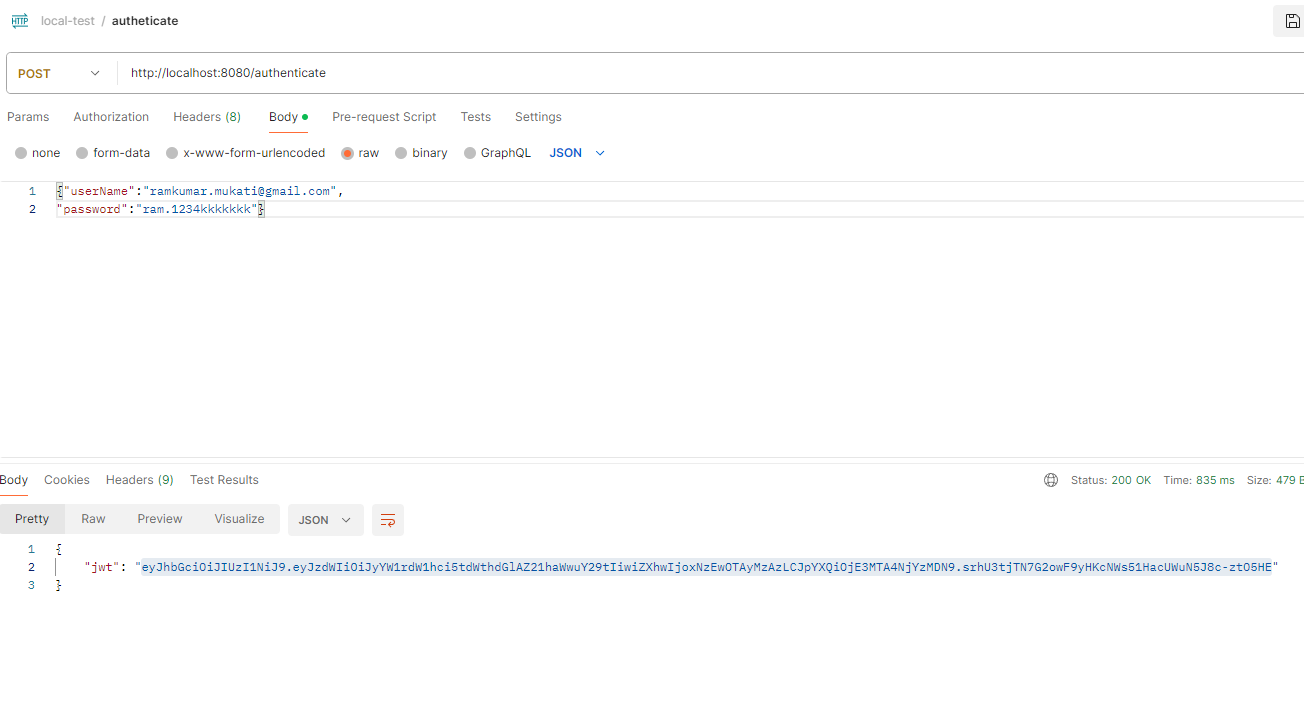 HTTP local-test / autheticate
POST http://localhost:8080/authenticate
Params Authorization Headers (8) Body Pre-request Script Tests Settings
none form-data x-www-form-urlencoded raw binary GraphQL JSON
1 {"userName":"ramkumar.mukati@gmail.com",
2 "password":"ram.1234kkkkkkk"}
Body Cookies Headers (9) Test Results Status: 200 OK Time: 835 ms Size: 479 B
Pretty Raw Preview Visualize JSON
1 {
2 "jwt": "eyJhbGciOiJIUzI1NiJ9.eyJzdWIiOiJyYW1rdW1hci5tdWthdGlAZ21haWwuY29tIiwiZXhwIjoxNzEwOTAyMzAzLCJpYXQiOjE3MTA4NjYzMDN9.srhU3tjTN7G2owF9yHKcNWs51HacUWuN5J8c-ztO5HE"
3 }